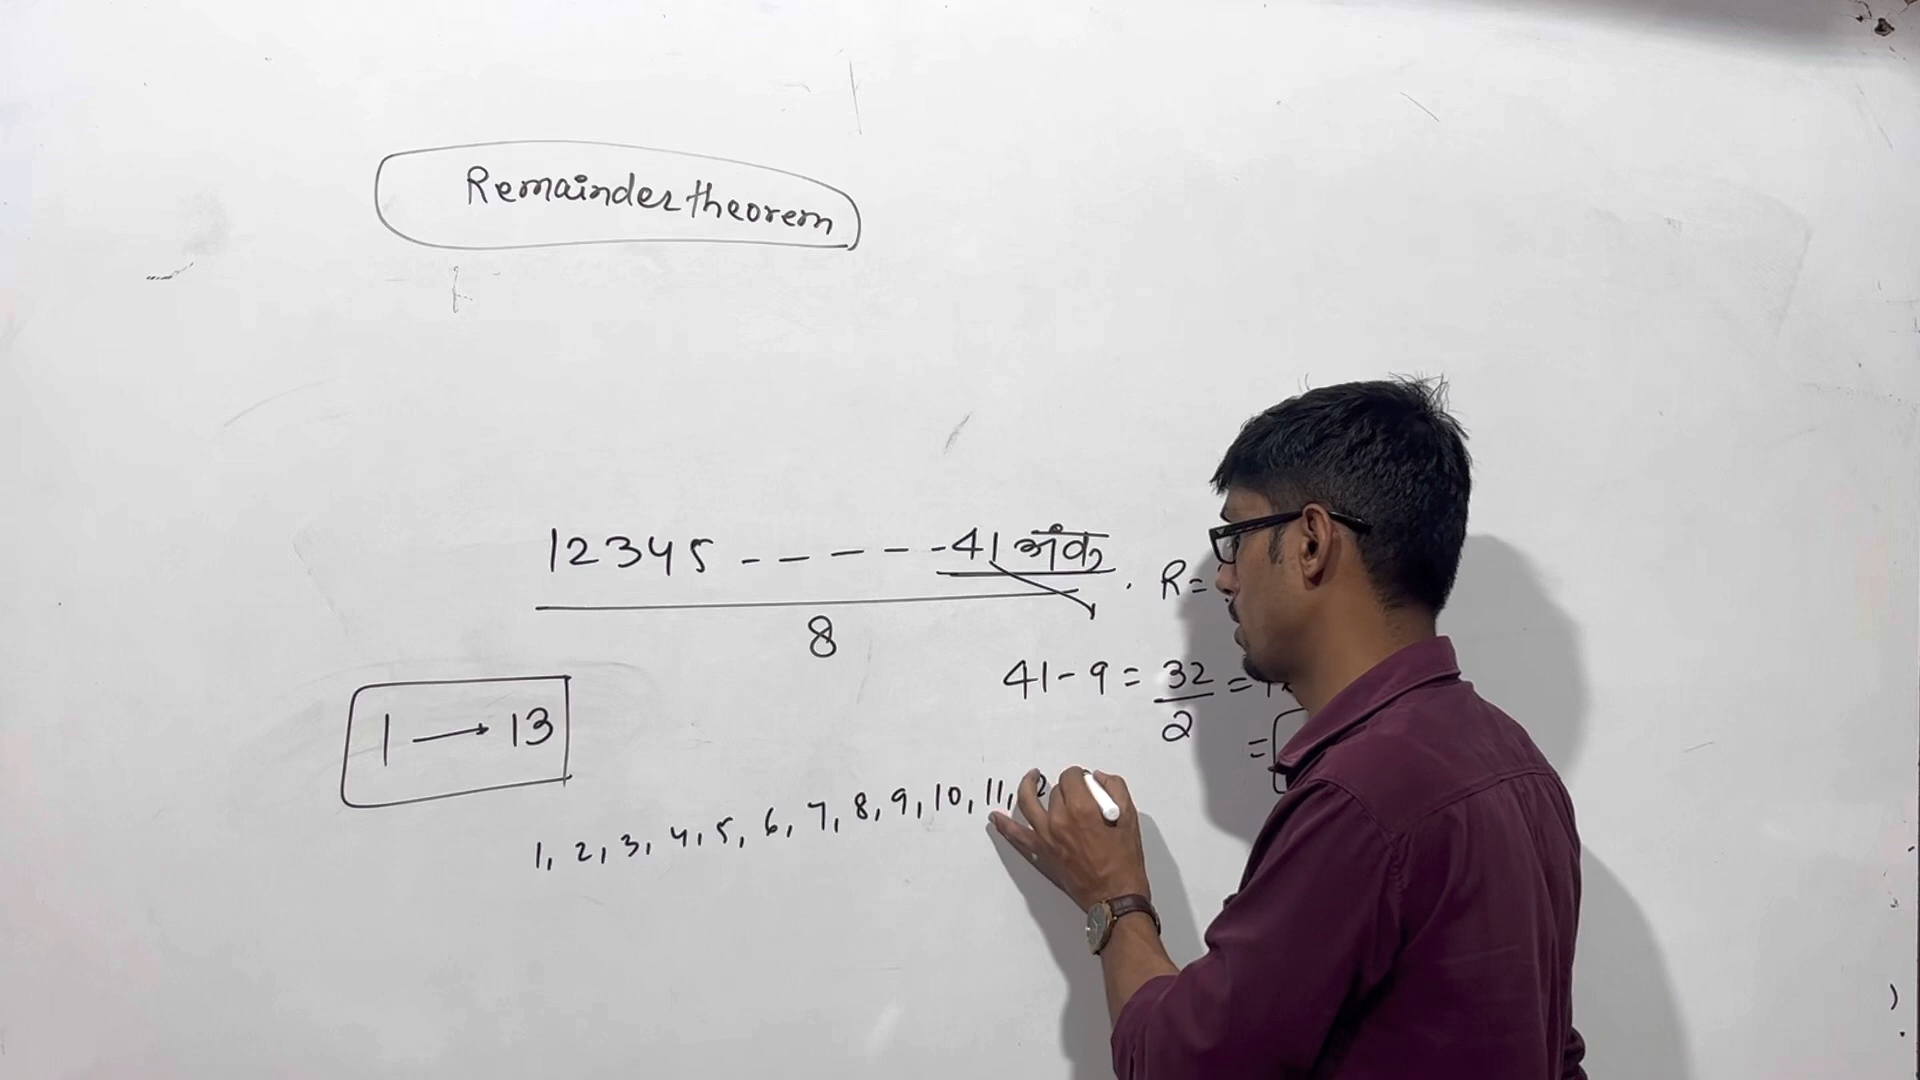 Remainder theorem
12345 - - - - - -41 अंक
8
R=
41-9 = 32 =
2
=
1 → 13
1, 2, 3, 4, 5, 6, 7, 8, 9, 10, 11,